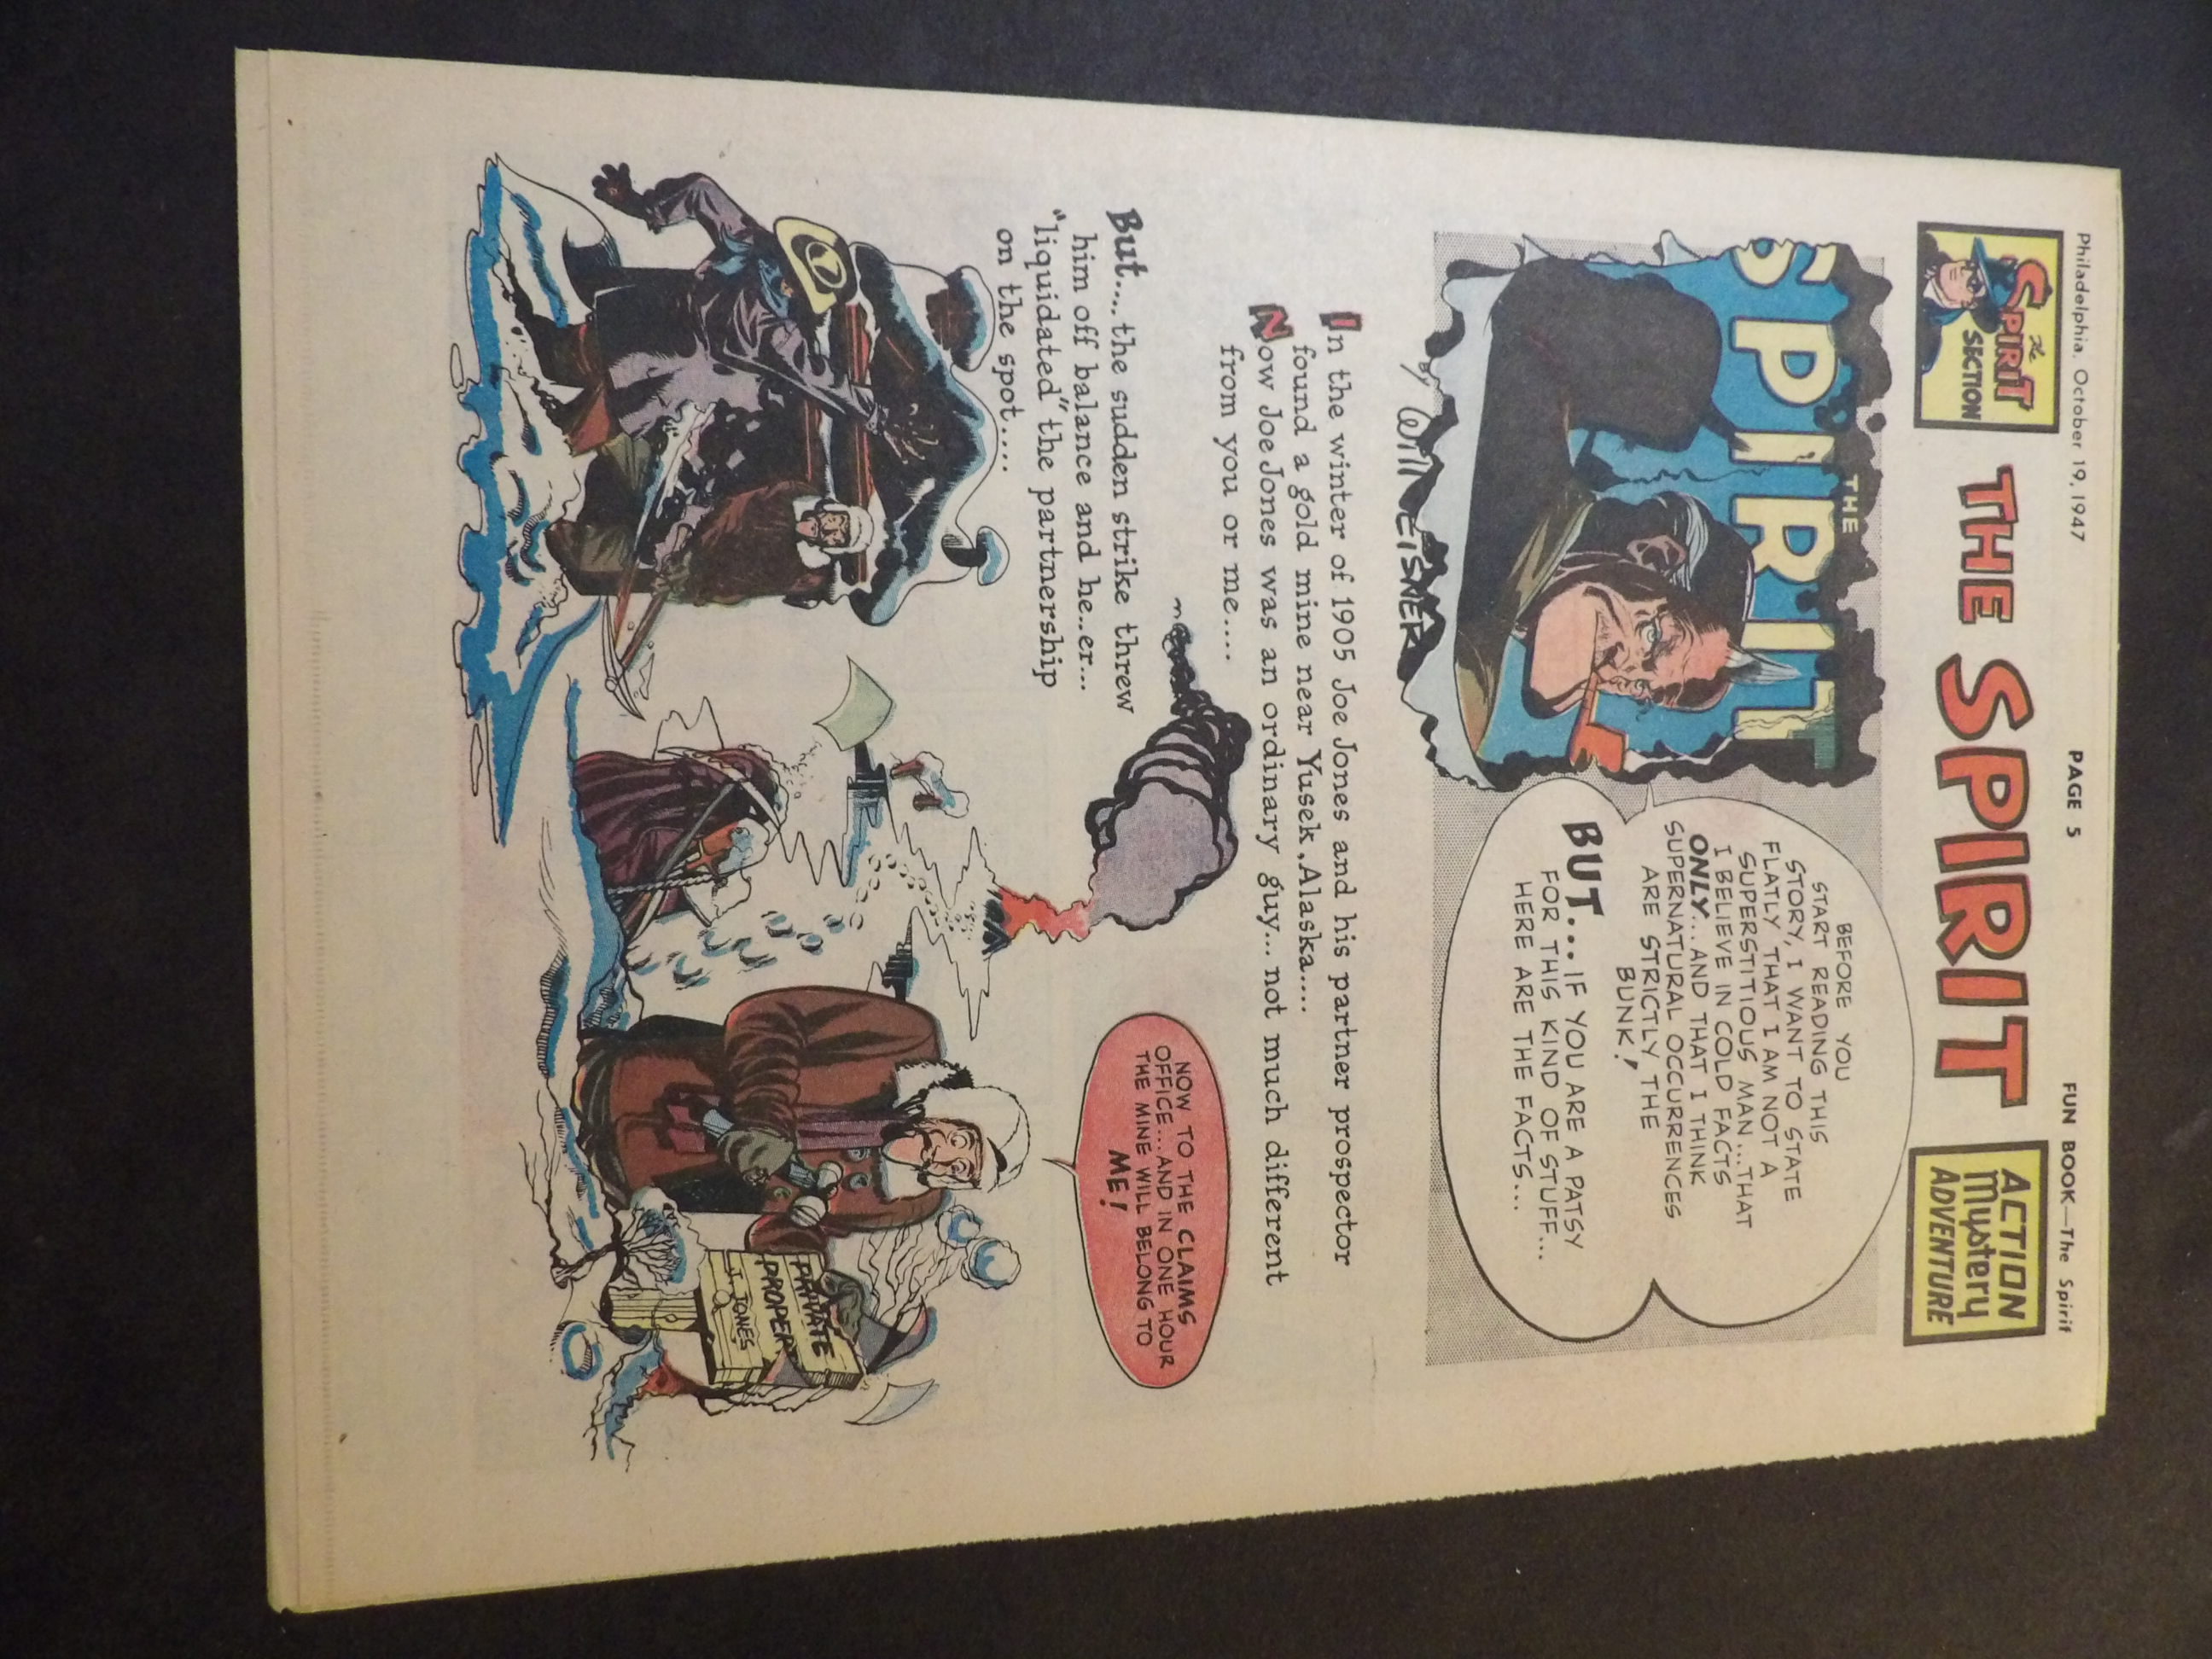 Philadelphia, October 19, 1947 PAGE 5 FUN BOOK—The Spirit
The SPIRIT SECTION
THE SPIRIT
ACTION
Mystery
ADVENTURE
THE
SPIRIT
by Will EISNER
BEFORE YOU
START READING THIS
STORY, I WANT TO STATE
FLATLY THAT I AM NOT A
SUPERSTITIOUS MAN...THAT
I BELIEVE IN COLD FACTS
ONLY...AND THAT I THINK
SUPERNATURAL OCCURRENCES
ARE STRICTLY THE
BUNK!
BUT... IF YOU ARE A PATSY
FOR THIS KIND OF STUFF...
HERE ARE THE FACTS...
In the winter of 1905 Joe Jones and his partner prospector
found a gold mine near Yusek, Alaska....
Now Joe Jones was an ordinary guy... not much different
from you or me....
But.... the sudden strike threw
him off balance and he..er...
"liquidated" the partnership
on the spot....
NOW TO THE CLAIMS
OFFICE...AND IN ONE HOUR
THE MINE WILL BELONG TO
ME!
PRIVATE
PROPERT
J. JONES